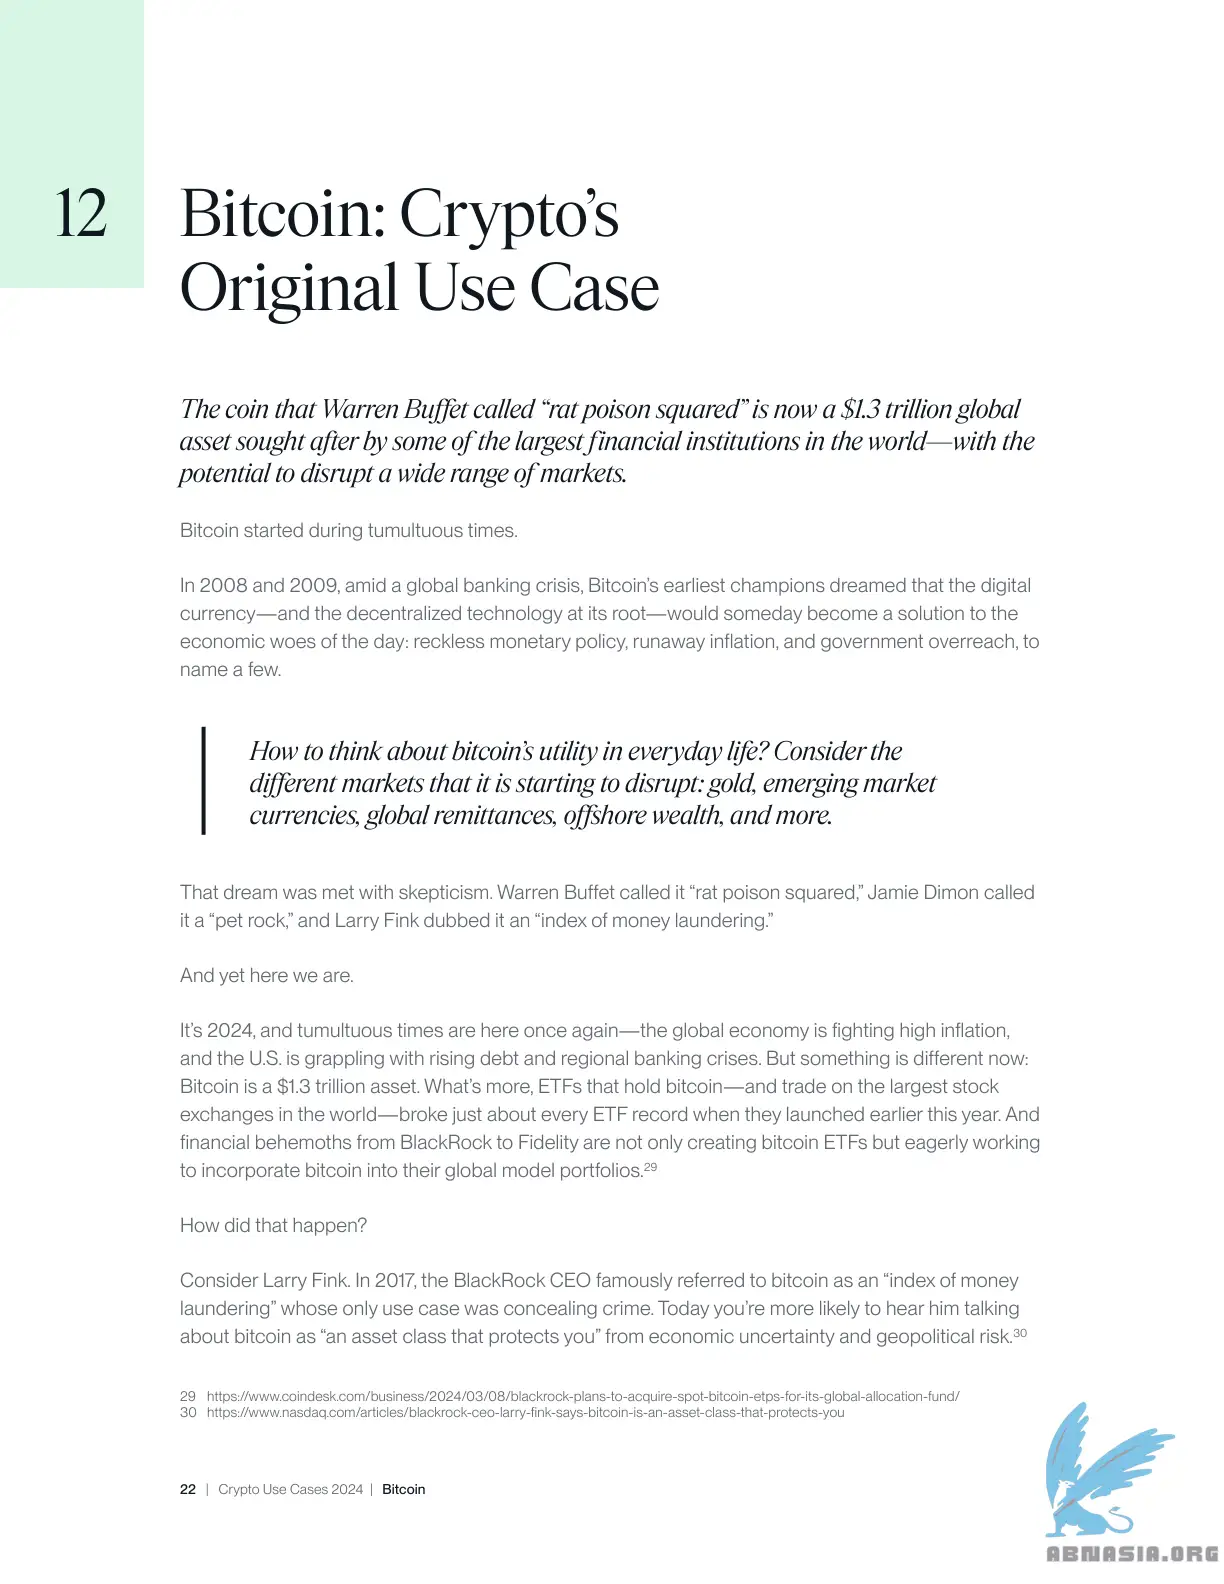 12
Bitcoin: Crypto’s
Original Use Case
The coin that Warren Buffet called “rat poison squared” is now a $1.3 trillion global
asset sought after by some of the largest financial institutions in the world—with the
potential to disrupt a wide range of markets.
Bitcoin started during tumultuous times.
In 2008 and 2009, amid a global banking crisis, Bitcoin’s earliest champions dreamed that the digital
currency—and the decentralized technology at its root—would someday become a solution to the
economic woes of the day: reckless monetary policy, runaway inflation, and government overreach, to
name a few.
How to think about bitcoin’s utility in everyday life? Consider the
different markets that it is starting to disrupt: gold, emerging market
currencies, global remittances, offshore wealth, and more.
That dream was met with skepticism. Warren Buffet called it “rat poison squared,” Jamie Dimon called
it a “pet rock,” and Larry Fink dubbed it an “index of money laundering.”
And yet here we are.
It’s 2024, and tumultuous times are here once again—the global economy is fighting high inflation,
and the U.S. is grappling with rising debt and regional banking crises. But something is different now:
Bitcoin is a $1.3 trillion asset. What’s more, ETFs that hold bitcoin—and trade on the largest stock
exchanges in the world—broke just about every ETF record when they launched earlier this year. And
financial behemoths from BlackRock to Fidelity are not only creating bitcoin ETFs but eagerly working
to incorporate bitcoin into their global model portfolios.29
How did that happen?
Consider Larry Fink. In 2017, the BlackRock CEO famously referred to bitcoin as an “index of money
laundering” whose only use case was concealing crime. Today you’re more likely to hear him talking
about bitcoin as “an asset class that protects you” from economic uncertainty and geopolitical risk.30
29 https://www.coindesk.com/business/2024/03/08/blackrock-plans-to-acquire-spot-bitcoin-etps-for-its-global-allocation-fund/
30 https://www.nasdaq.com/articles/blackrock-ceo-larry-fink-says-bitcoin-is-an-asset-class-that-protects-you
22 | Crypto Use Cases 2024 | Bitcoin
ABNASIA.ORG